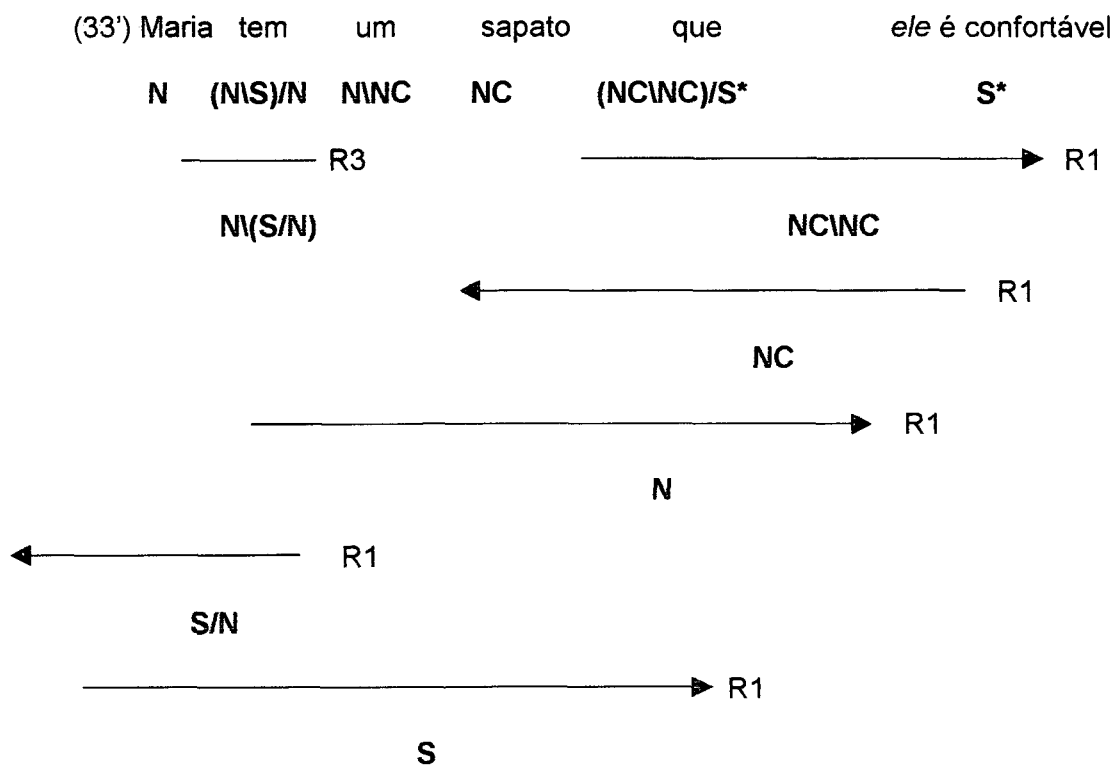 (33') Maria tem um sapato que ele é confortável
N (N\S)/N N\NC NC (NC\NC)/S* S*
R3 R1
N\(S/N) NC\NC
R1
NC
R1
N
R1
S/N
R1
S